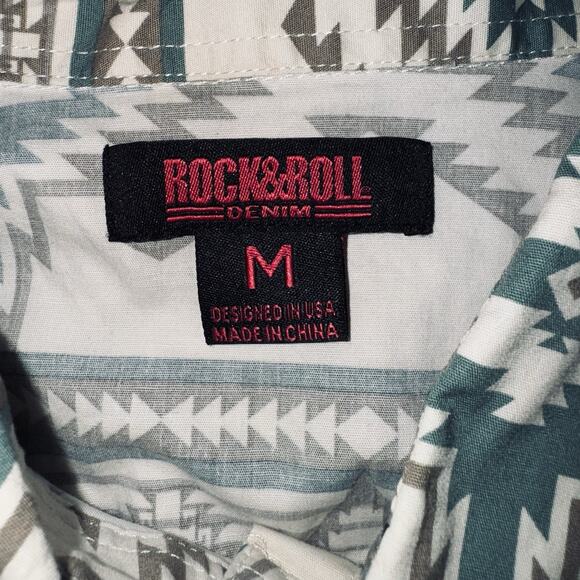 ROCK&ROLL
DENIM
M
DESIGNED IN USA
MADE IN CHINA